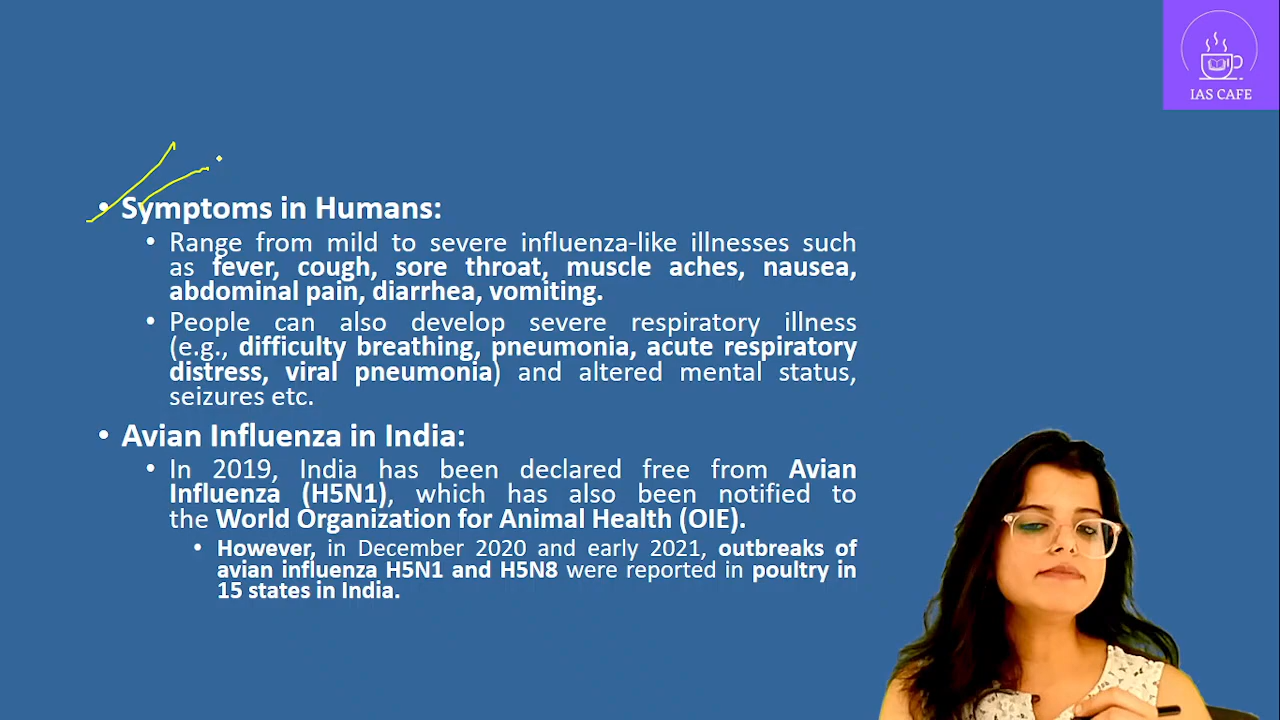 IAS CAFE
• Symptoms in Humans:
• Range from mild to severe influenza-like illnesses such
as fever, cough, sore throat, muscle aches, nausea,
abdominal pain, diarrhea, vomiting.
• People can also develop severe respiratory illness
(e.g., difficulty breathing, pneumonia, acute respiratory
distress, viral pneumonia) and altered mental status,
seizures etc.
• Avian Influenza in India:
• In 2019, India has been declared free from Avian
Influenza (H5N1), which has also been notified to
the World Organization for Animal Health (OIE).
• However, in December 2020 and early 2021, outbreaks of
avian influenza H5N1 and H5N8 were reported in poultry in
15 states in India.